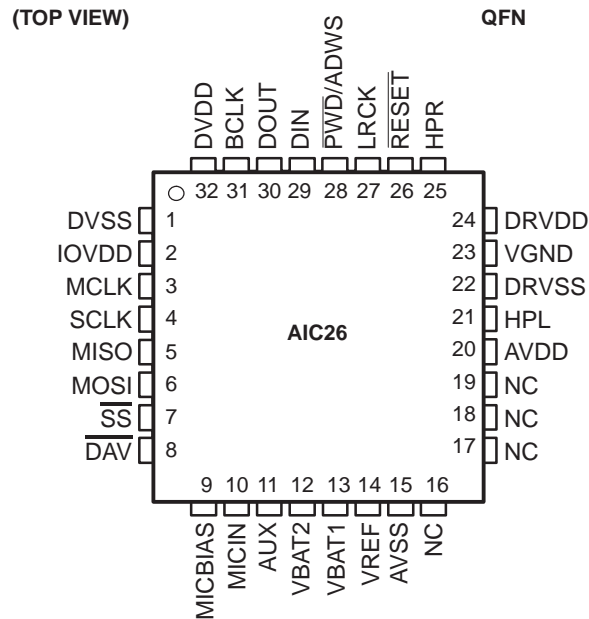 (TOP VIEW)
QFN
DVDD
BCLK
DOUT
DIN
PWD/ADWS
LRCK
RESET
HPR
32 31 30 29 28 27 26 25
DVSS 1
IOVDD 2
MCLK 3
SCLK 4
MISO 5
MOSI 6
SS 7
DAV 8
AIC26
24 DRVDD
23 VGND
22 DRVSS
21 HPL
20 AVDD
19 NC
18 NC
17 NC
9 10 11 12 13 14 15 16
MICBIAS
MICIN
AUX
VBAT2
VBAT1
VREF
AVSS
NC